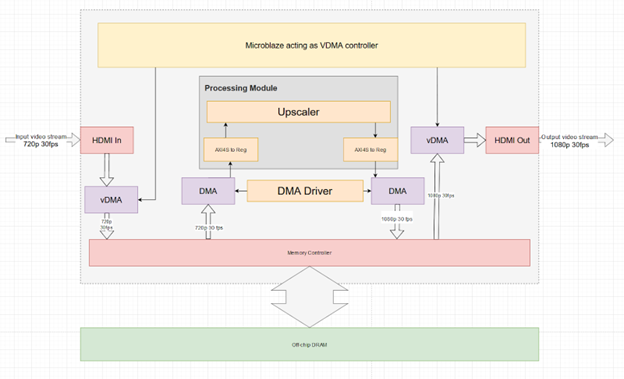 Microblaze acting as VDMA controller
Processing Module
Upscaler
AXI4S to Reg
AXI4S to Reg
Input video stream
720p 30fps
HDMI In
vDMA
HDMI Out
Output video stream
1080p 30fps
vDMA
DMA
DMA Driver
DMA
720p
30fps
720p 30 fps
1080p 30 fps
1080p 30fps
Memory Controller
Off-chip DRAM